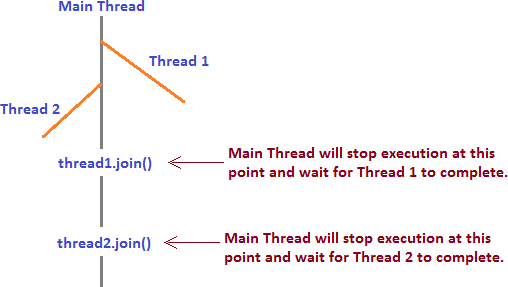 Main Thread
Thread 1
Thread 2
thread1.join()
Main Thread will stop execution at this
point and wait for Thread 1 to complete.
thread2.join()
Main Thread will stop execution at this
point and wait for Thread 2 to complete.